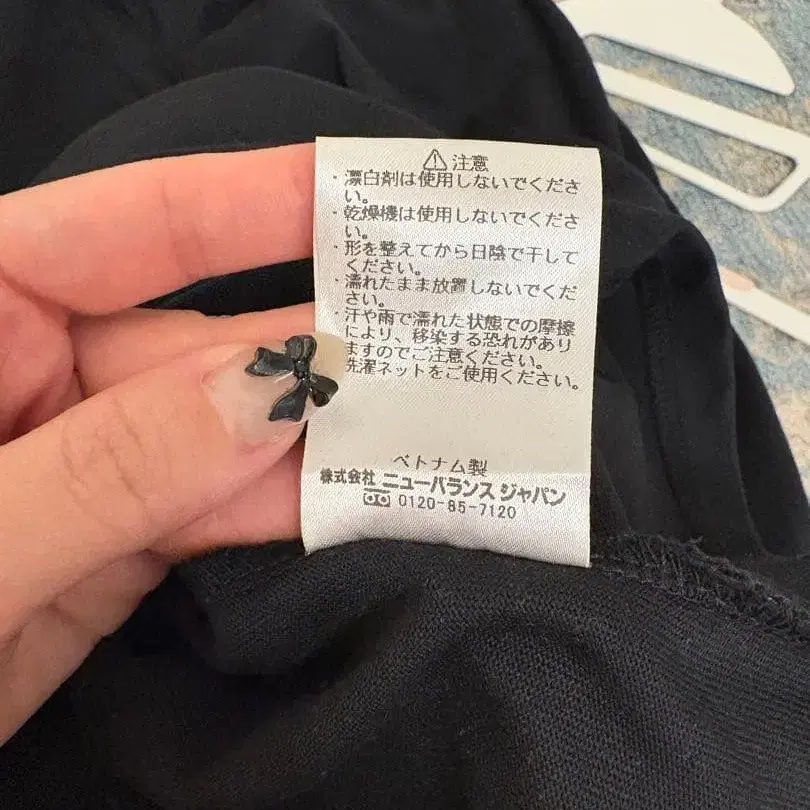 ⚠注意
・漂白剤は使用しないでくださ
い。
・乾燥機は使用しないでくださ
い。
・形を整えてから日陰で干して
ください。
・濡れたまま放置しないでくだ
さい。
・汗や雨で濡れた状態での摩擦
により、移染する恐れがあり
ますのでご注意ください。
洗濯ネットをご使用ください。
ベトナム製
株式会社 ニューバランス ジャパン
0120-85-7120